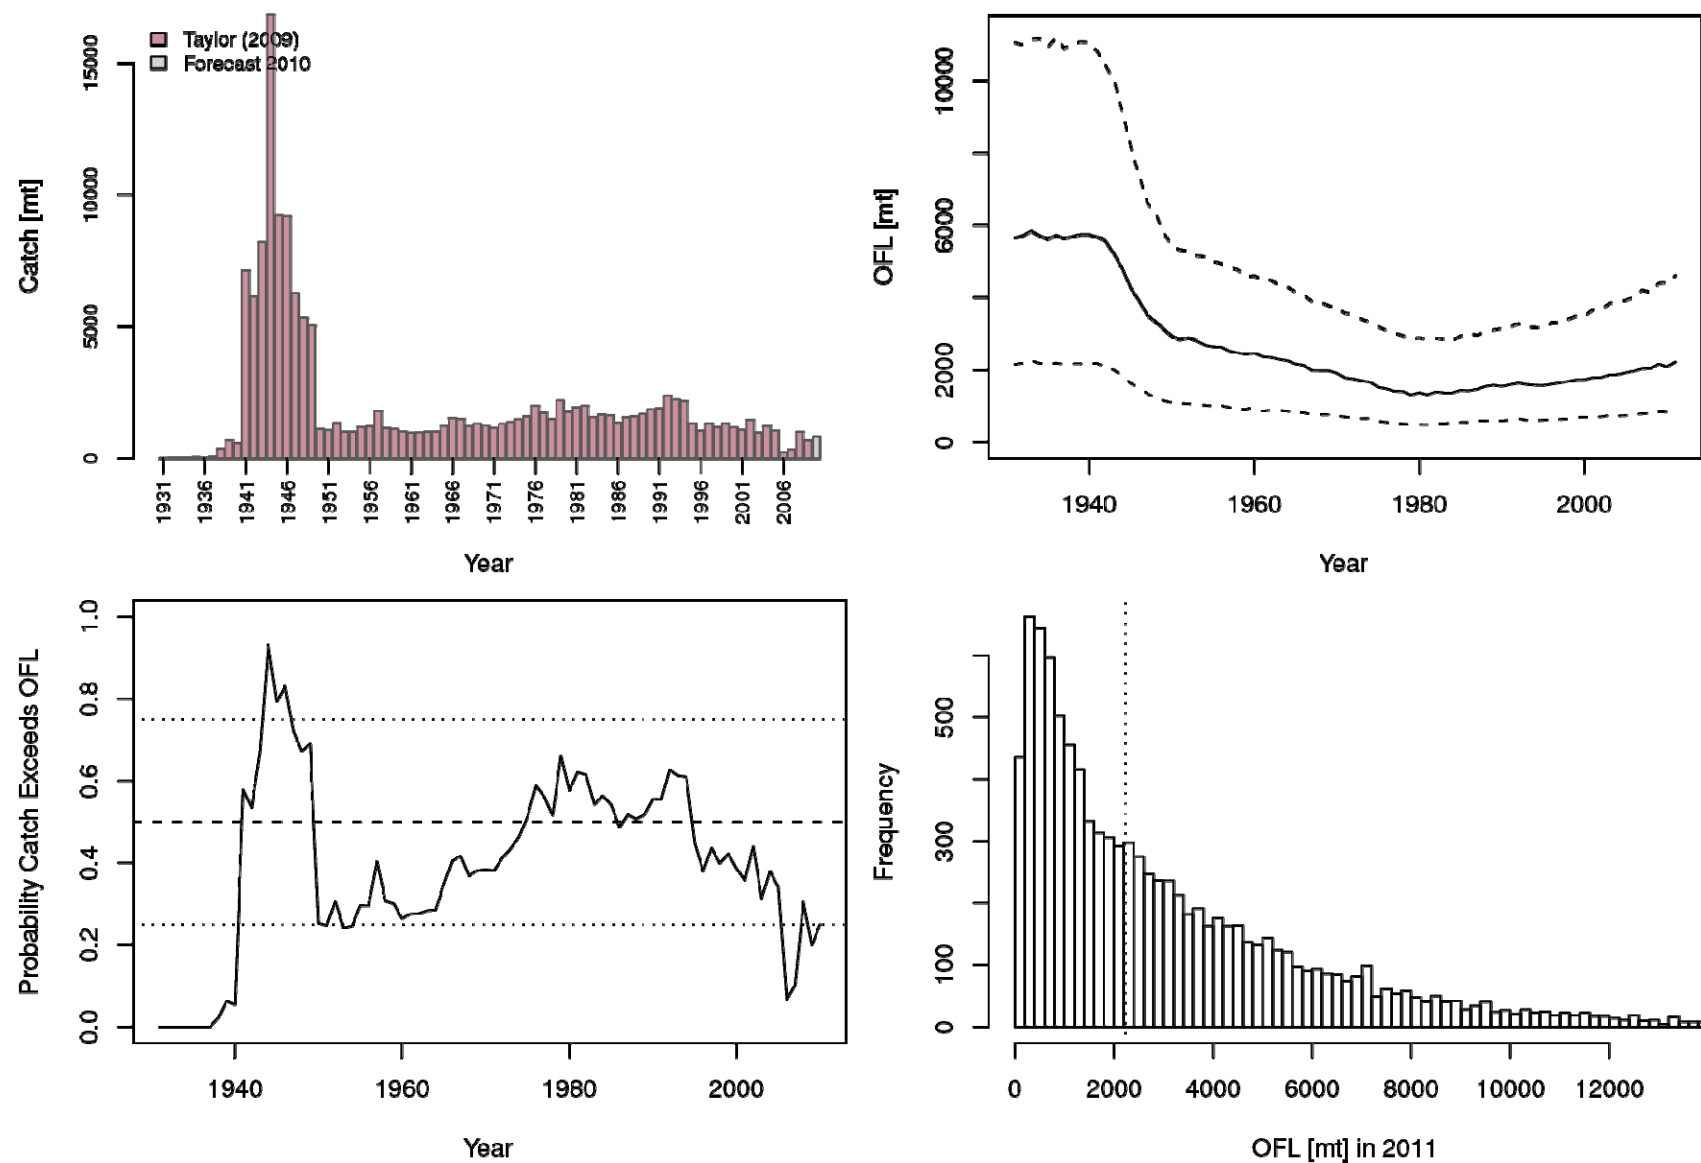 Taylor (2009)
Forecast 2010
Catch [mt]
15000
10000
5000
0
1931 1936 1941 1946 1951 1956 1961 1966 1971 1976 1981 1986 1991 1996 2001 2006
Year
OFL [mt]
10000
6000
2000
0
1940 1960 1980 2000
Year
Probability Catch Exceeds OFL
1.0
0.8
0.6
0.4
0.2
0.0
1940 1960 1980 2000
Year
Frequency
500
300
100
0
0 2000 4000 6000 8000 10000 12000
OFL [mt] in 2011